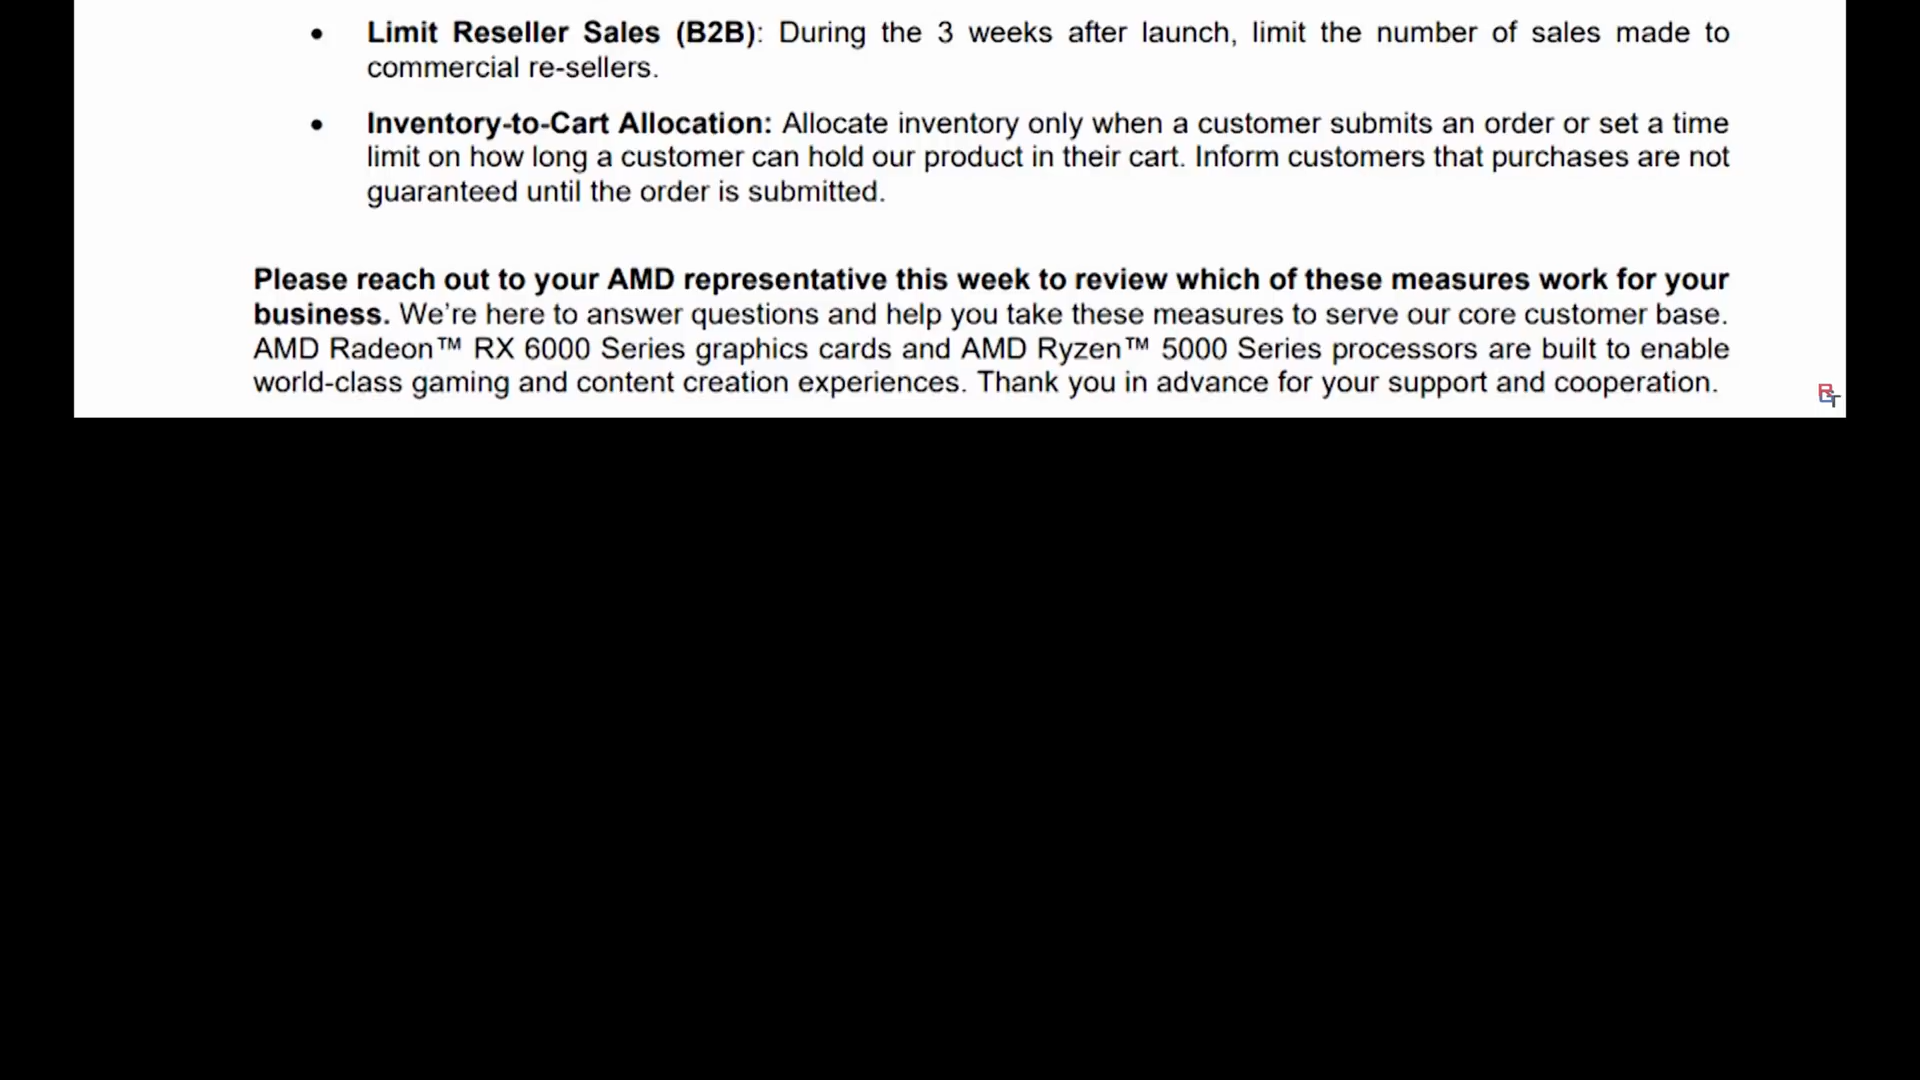 • Limit Reseller Sales (B2B): During the 3 weeks after launch, limit the number of sales made to
commercial re-sellers.
• Inventory-to-Cart Allocation: Allocate inventory only when a customer submits an order or set a time
limit on how long a customer can hold our product in their cart. Inform customers that purchases are not
guaranteed until the order is submitted.
Please reach out to your AMD representative this week to review which of these measures work for your
business. We’re here to answer questions and help you take these measures to serve our core customer base.
AMD Radeon™ RX 6000 Series graphics cards and AMD Ryzen™ 5000 Series processors are built to enable
world-class gaming and content creation experiences. Thank you in advance for your support and cooperation.